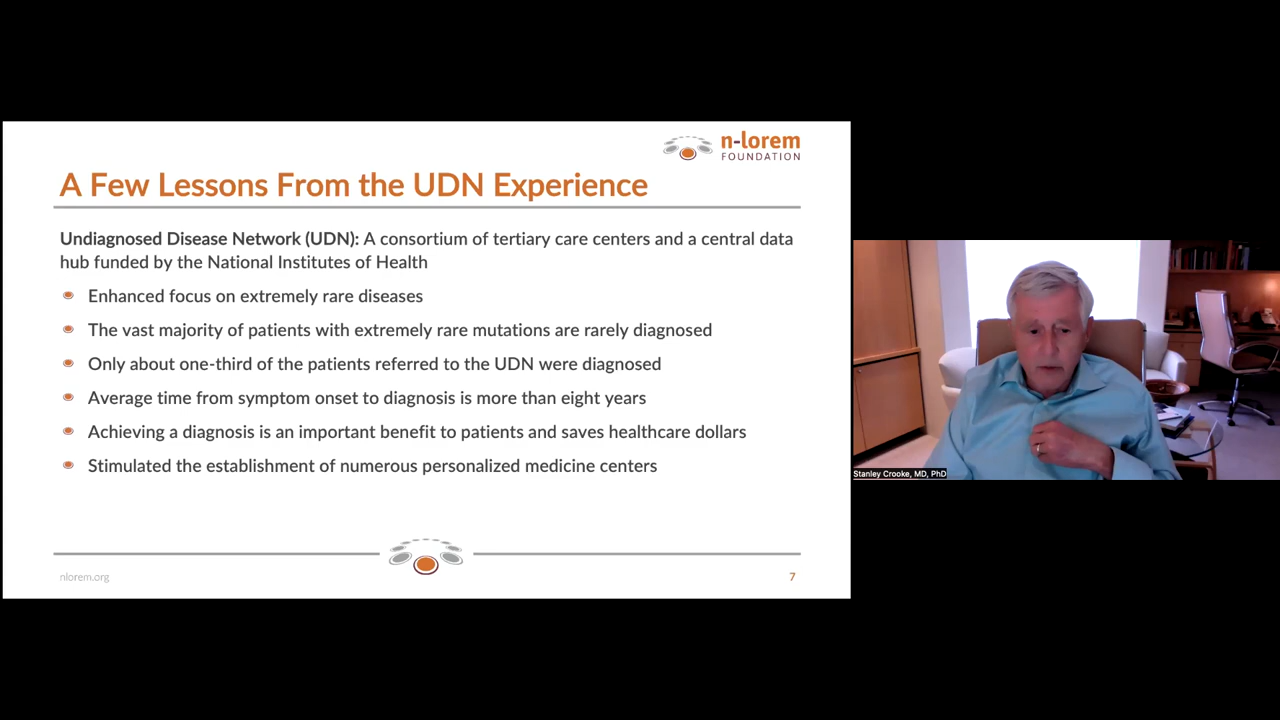 n-lorem
FOUNDATION
A Few Lessons From the UDN Experience
Undiagnosed Disease Network (UDN): A consortium of tertiary care centers and a central data
hub funded by the National Institutes of Health
Enhanced focus on extremely rare diseases
The vast majority of patients with extremely rare mutations are rarely diagnosed
Only about one-third of the patients referred to the UDN were diagnosed
Average time from symptom onset to diagnosis is more than eight years
Achieving a diagnosis is an important benefit to patients and saves healthcare dollars
Stimulated the establishment of numerous personalized medicine centers
nlorem.org
7
Stanley Crooke, MD, PhD